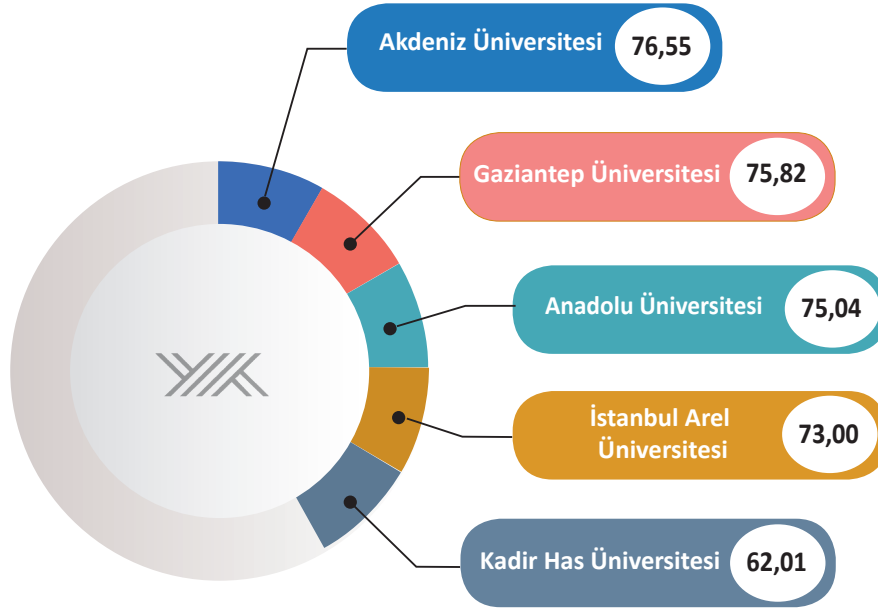 Akdeniz Üniversitesi 76,55
Gaziantep Üniversitesi 75,82
Anadolu Üniversitesi 75,04
İstanbul Arel
Üniversitesi 73,00
Kadir Has Üniversitesi 62,01